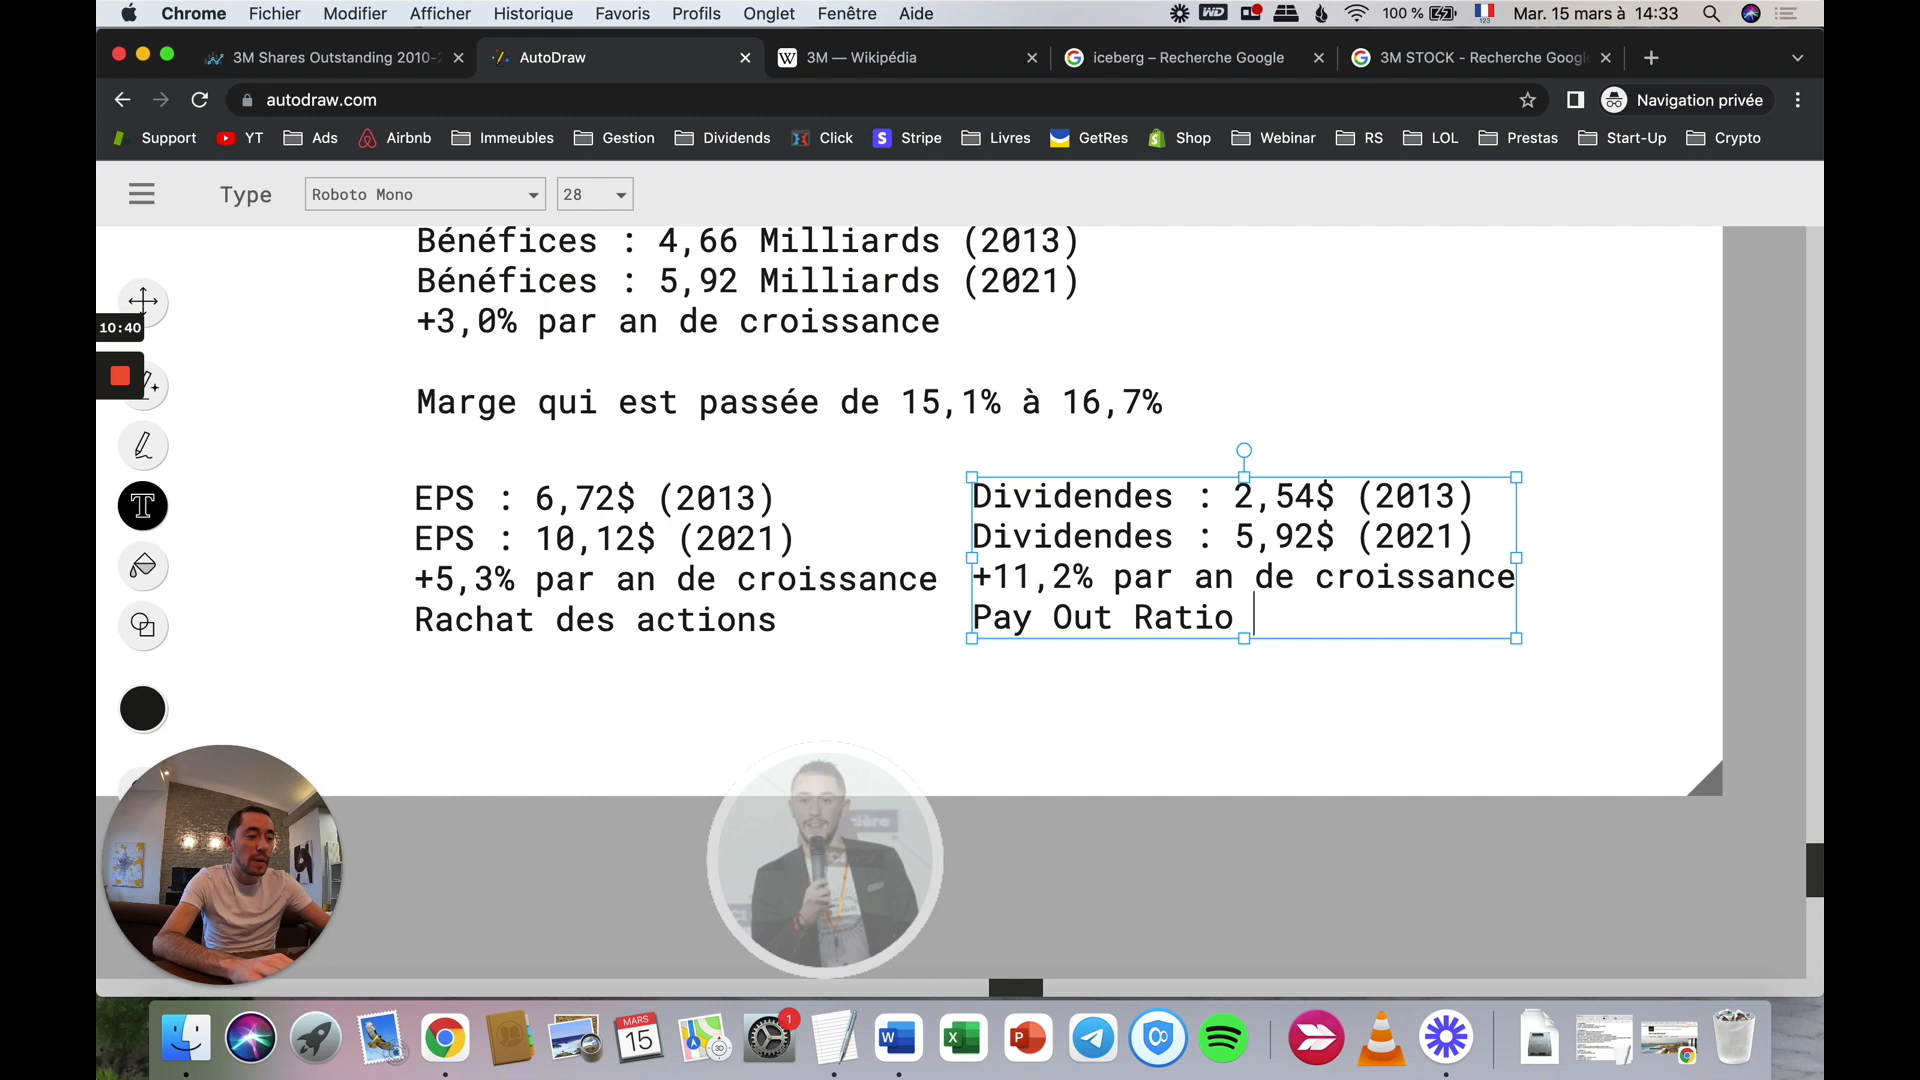 Chrome Fichier Modifier Afficher Historique Favoris Profils Onglet Fenêtre Aide
WD 100 % 123 Mar. 15 mars à 14:33
3M Shares Outstanding 2010-2
AutoDraw
W 3M — Wikipédia
iceberg – Recherche Google
3M STOCK - Recherche Googl
autodraw.com
Navigation privée
Support YT Ads Airbnb Immeubles Gestion Dividends Click Stripe Livres GetRes Shop Webinar RS LOL Prestas Start-Up Crypto
Type Roboto Mono 28
Bénéfices : 4,66 Milliards (2013)
Bénéfices : 5,92 Milliards (2021)
+3,0% par an de croissance
10:40
Marge qui est passée de 15,1% à 16,7%
EPS : 6,72$ (2013)
EPS : 10,12$ (2021)
+5,3% par an de croissance
Rachat des actions
Dividendes : 2,54$ (2013)
Dividendes : 5,92$ (2021)
+11,2% par an de croissance
Pay Out Ratio
T
cière
MARS
15
3D
1
W
X
P